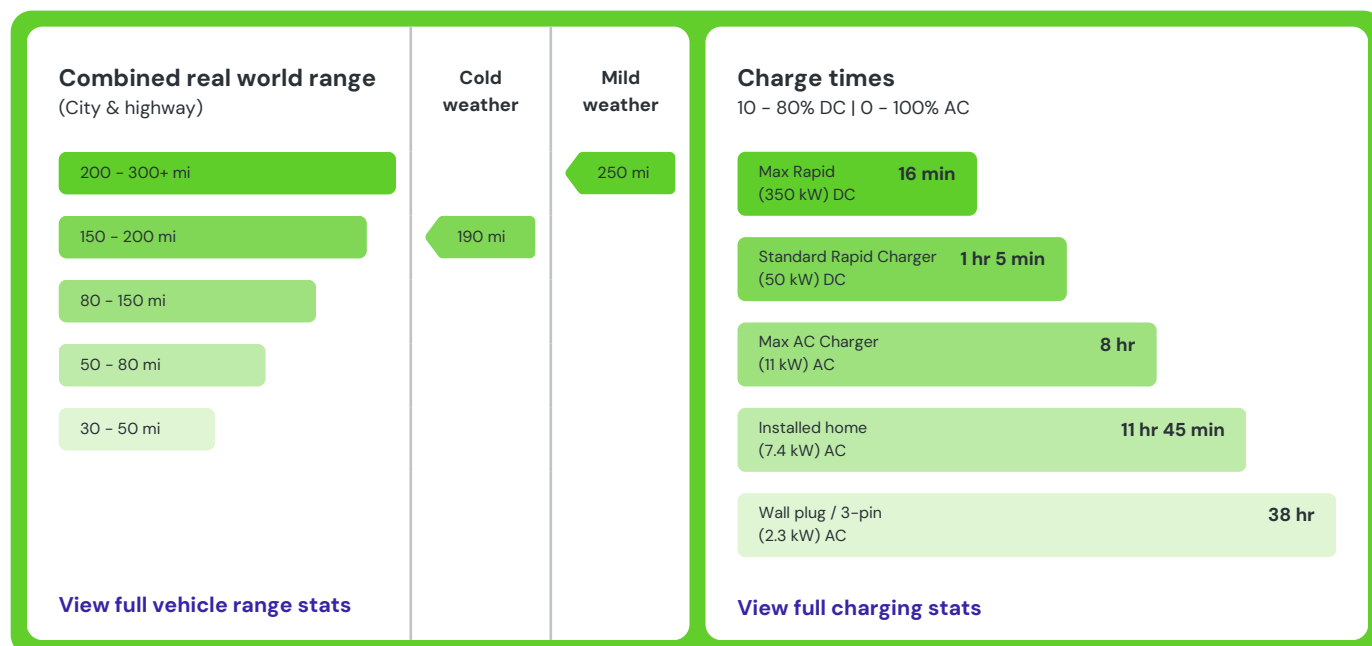 Combined real world range
(City & highway)
Cold
weather
Mild
weather
200 - 300+ mi
250 mi
150 - 200 mi
190 mi
80 - 150 mi
50 - 80 mi
30 - 50 mi
View full vehicle range stats
Charge times
10 - 80% DC | 0 - 100% AC
Max Rapid
(350 kW) DC
16 min
Standard Rapid Charger
(50 kW) DC
1 hr 5 min
Max AC Charger
(11 kW) AC
8 hr
Installed home
(7.4 kW) AC
11 hr 45 min
Wall plug / 3-pin
(2.3 kW) AC
38 hr
View full charging stats